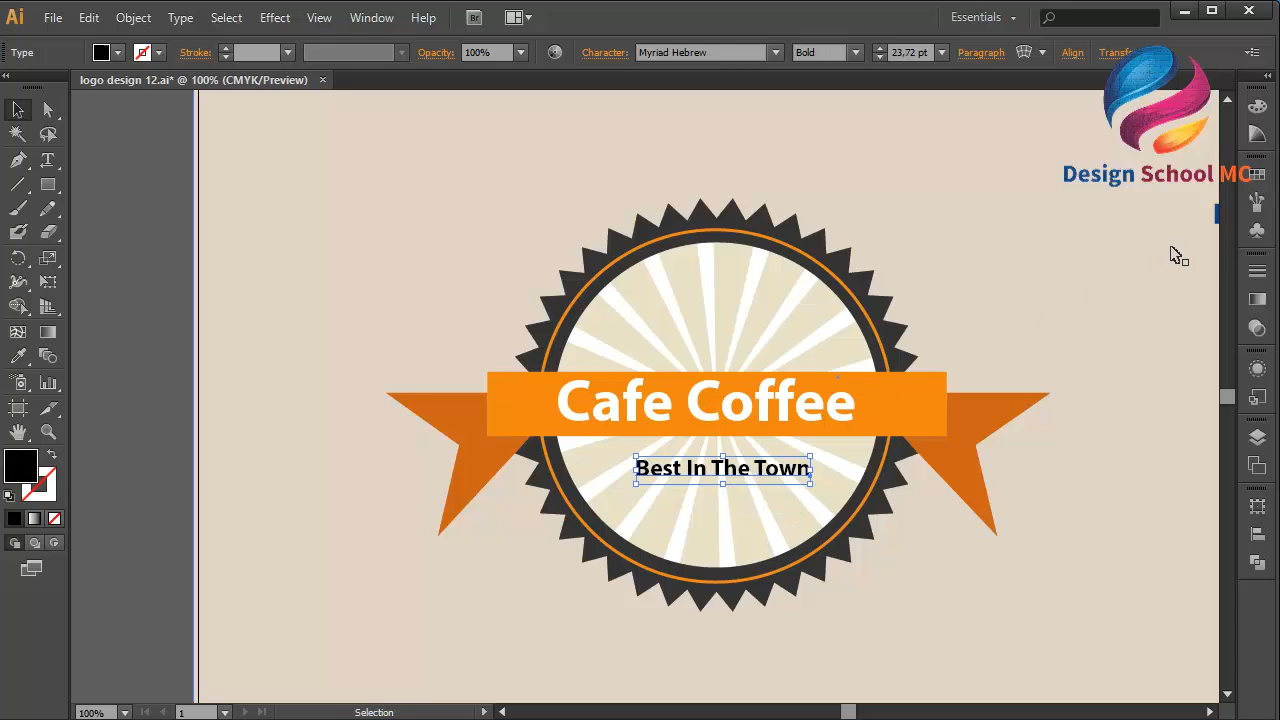 Ai File Edit Object Type Select Effect View Window Help Br Essentials
Type Stroke: Opacity: 100% Character: Myriad Hebrew Bold 23,72 pt Paragraph Align Transf
logo design 12.ai* @ 100% (CMYK/Preview) ×
Design School MC
Cafe Coffee
Best In The Town
100% 1 Selection